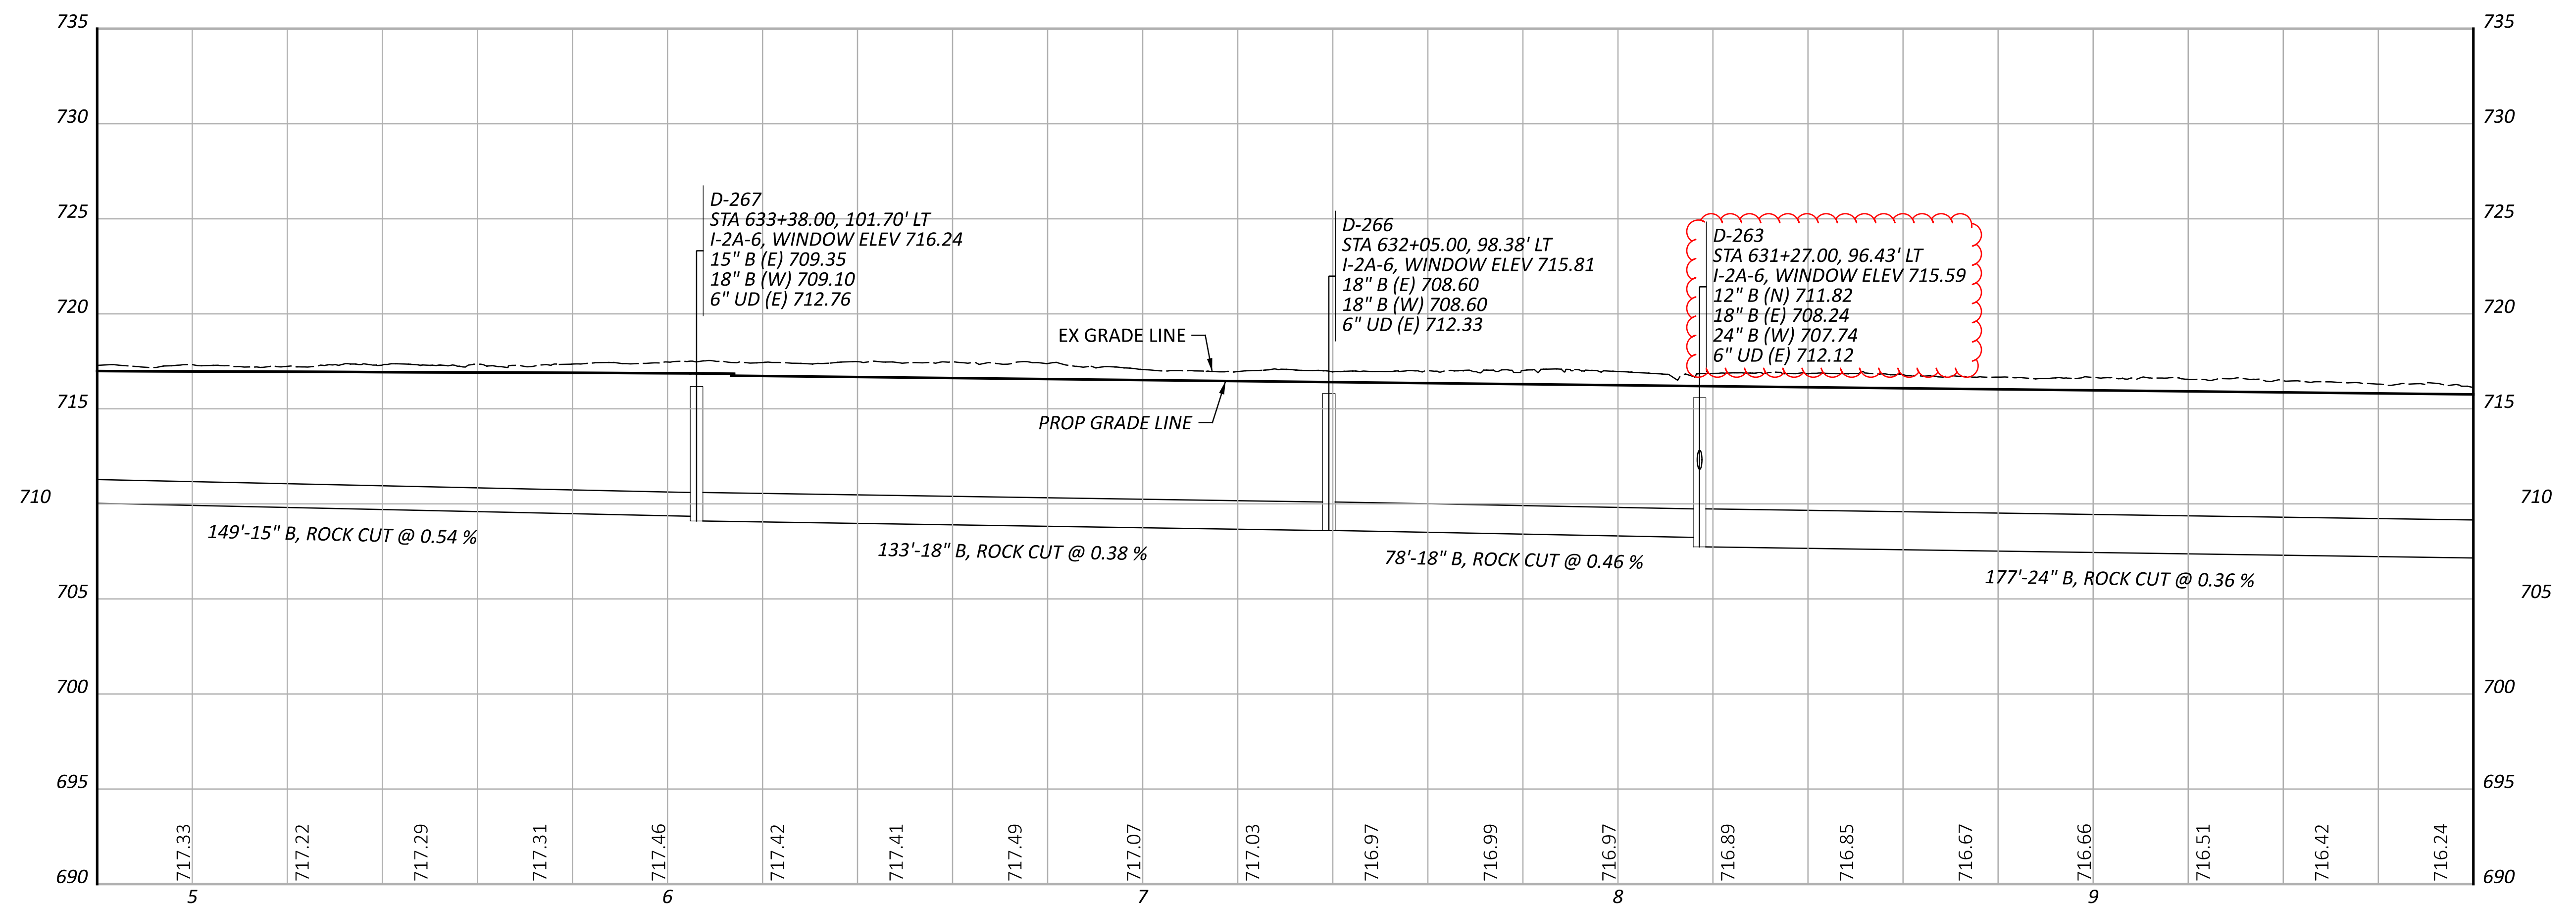 735
735
730
730
D-267
STA 633+38.00, 101.70' LT
I-2A-6, WINDOW ELEV 716.24
15" B (E) 709.35
18" B (W) 709.10
6" UD (E) 712.76
725
D-266
STA 632+05.00, 98.38' LT
I-2A-6, WINDOW ELEV 715.81
18" B (E) 708.60
18" B (W) 708.60
6" UD (E) 712.33
D-263
STA 631+27.00, 96.43' LT
I-2A-6, WINDOW ELEV 715.59
12" B (N) 711.82
18" B (E) 708.24
24" B (W) 707.74
6" UD (E) 712.12
725
720
720
EX GRADE LINE
715
PROP GRADE LINE
715
710
710
149'-15" B, ROCK CUT @ 0.54 %
133'-18" B, ROCK CUT @ 0.38 %
78'-18" B, ROCK CUT @ 0.46 %
177'-24" B, ROCK CUT @ 0.36 %
705
705
700
700
695
695
717.33
717.22
717.29
717.31
717.46
717.42
717.41
717.49
717.07
717.03
716.97
716.99
716.97
716.89
716.85
716.67
716.66
716.51
716.42
716.24
690
690
5
6
7
8
9